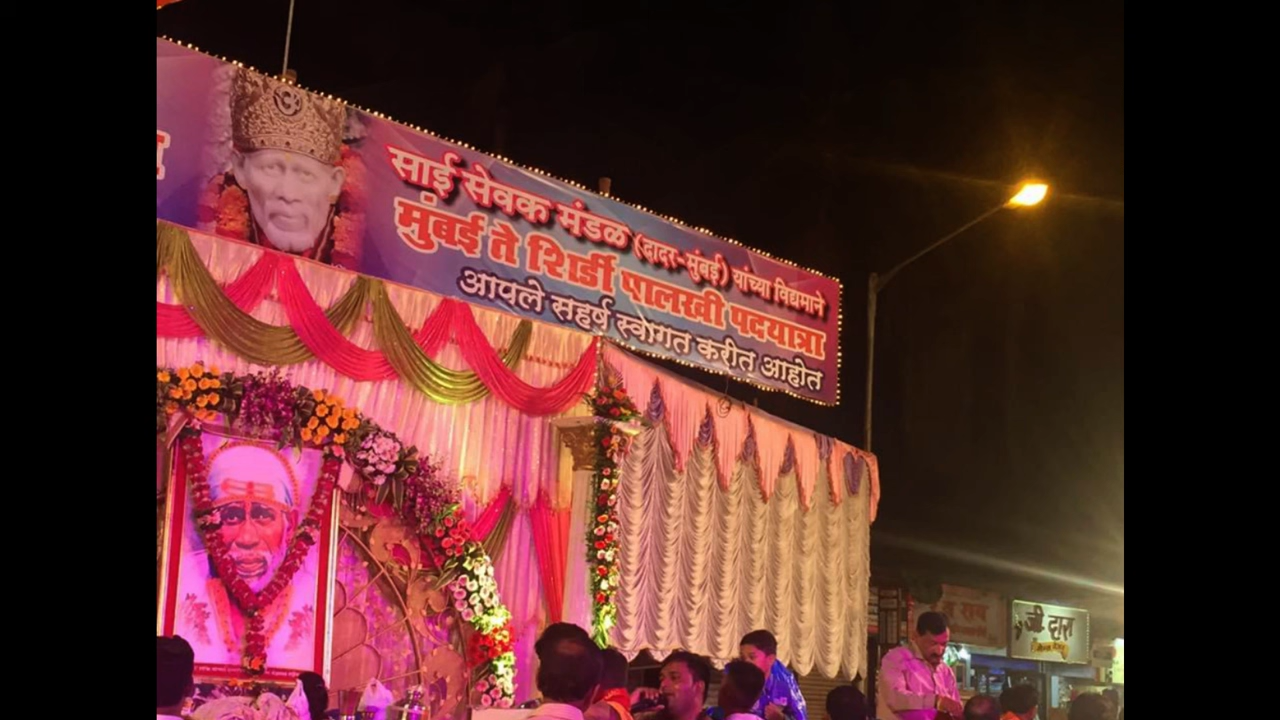 साई सेवक मंडळ (दादर-मुंबई) यांच्या विद्यमाने
मुंबई ते शिर्डी पालखी पदयात्रा
आपले सहर्ष स्वागत करीत आहोत
जी. द्वारा